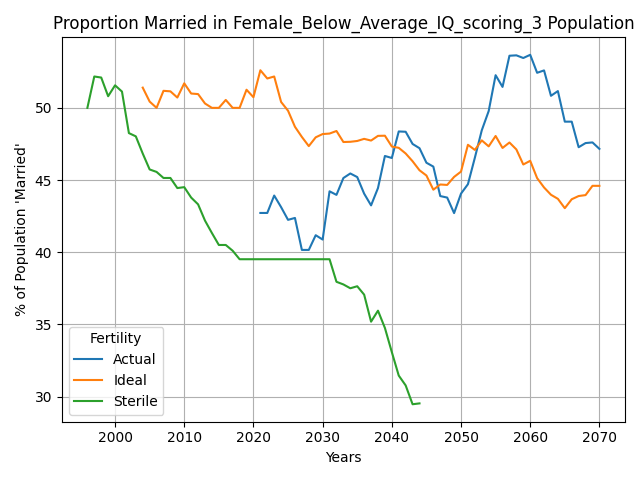 Proportion Married in Female_Below_Average_IQ_scoring_3 Population
% of Population 'Married'
50
45
40
35
30
Fertility
Actual
Ideal
Sterile
2000 2010 2020 2030 2040 2050 2060 2070
Years